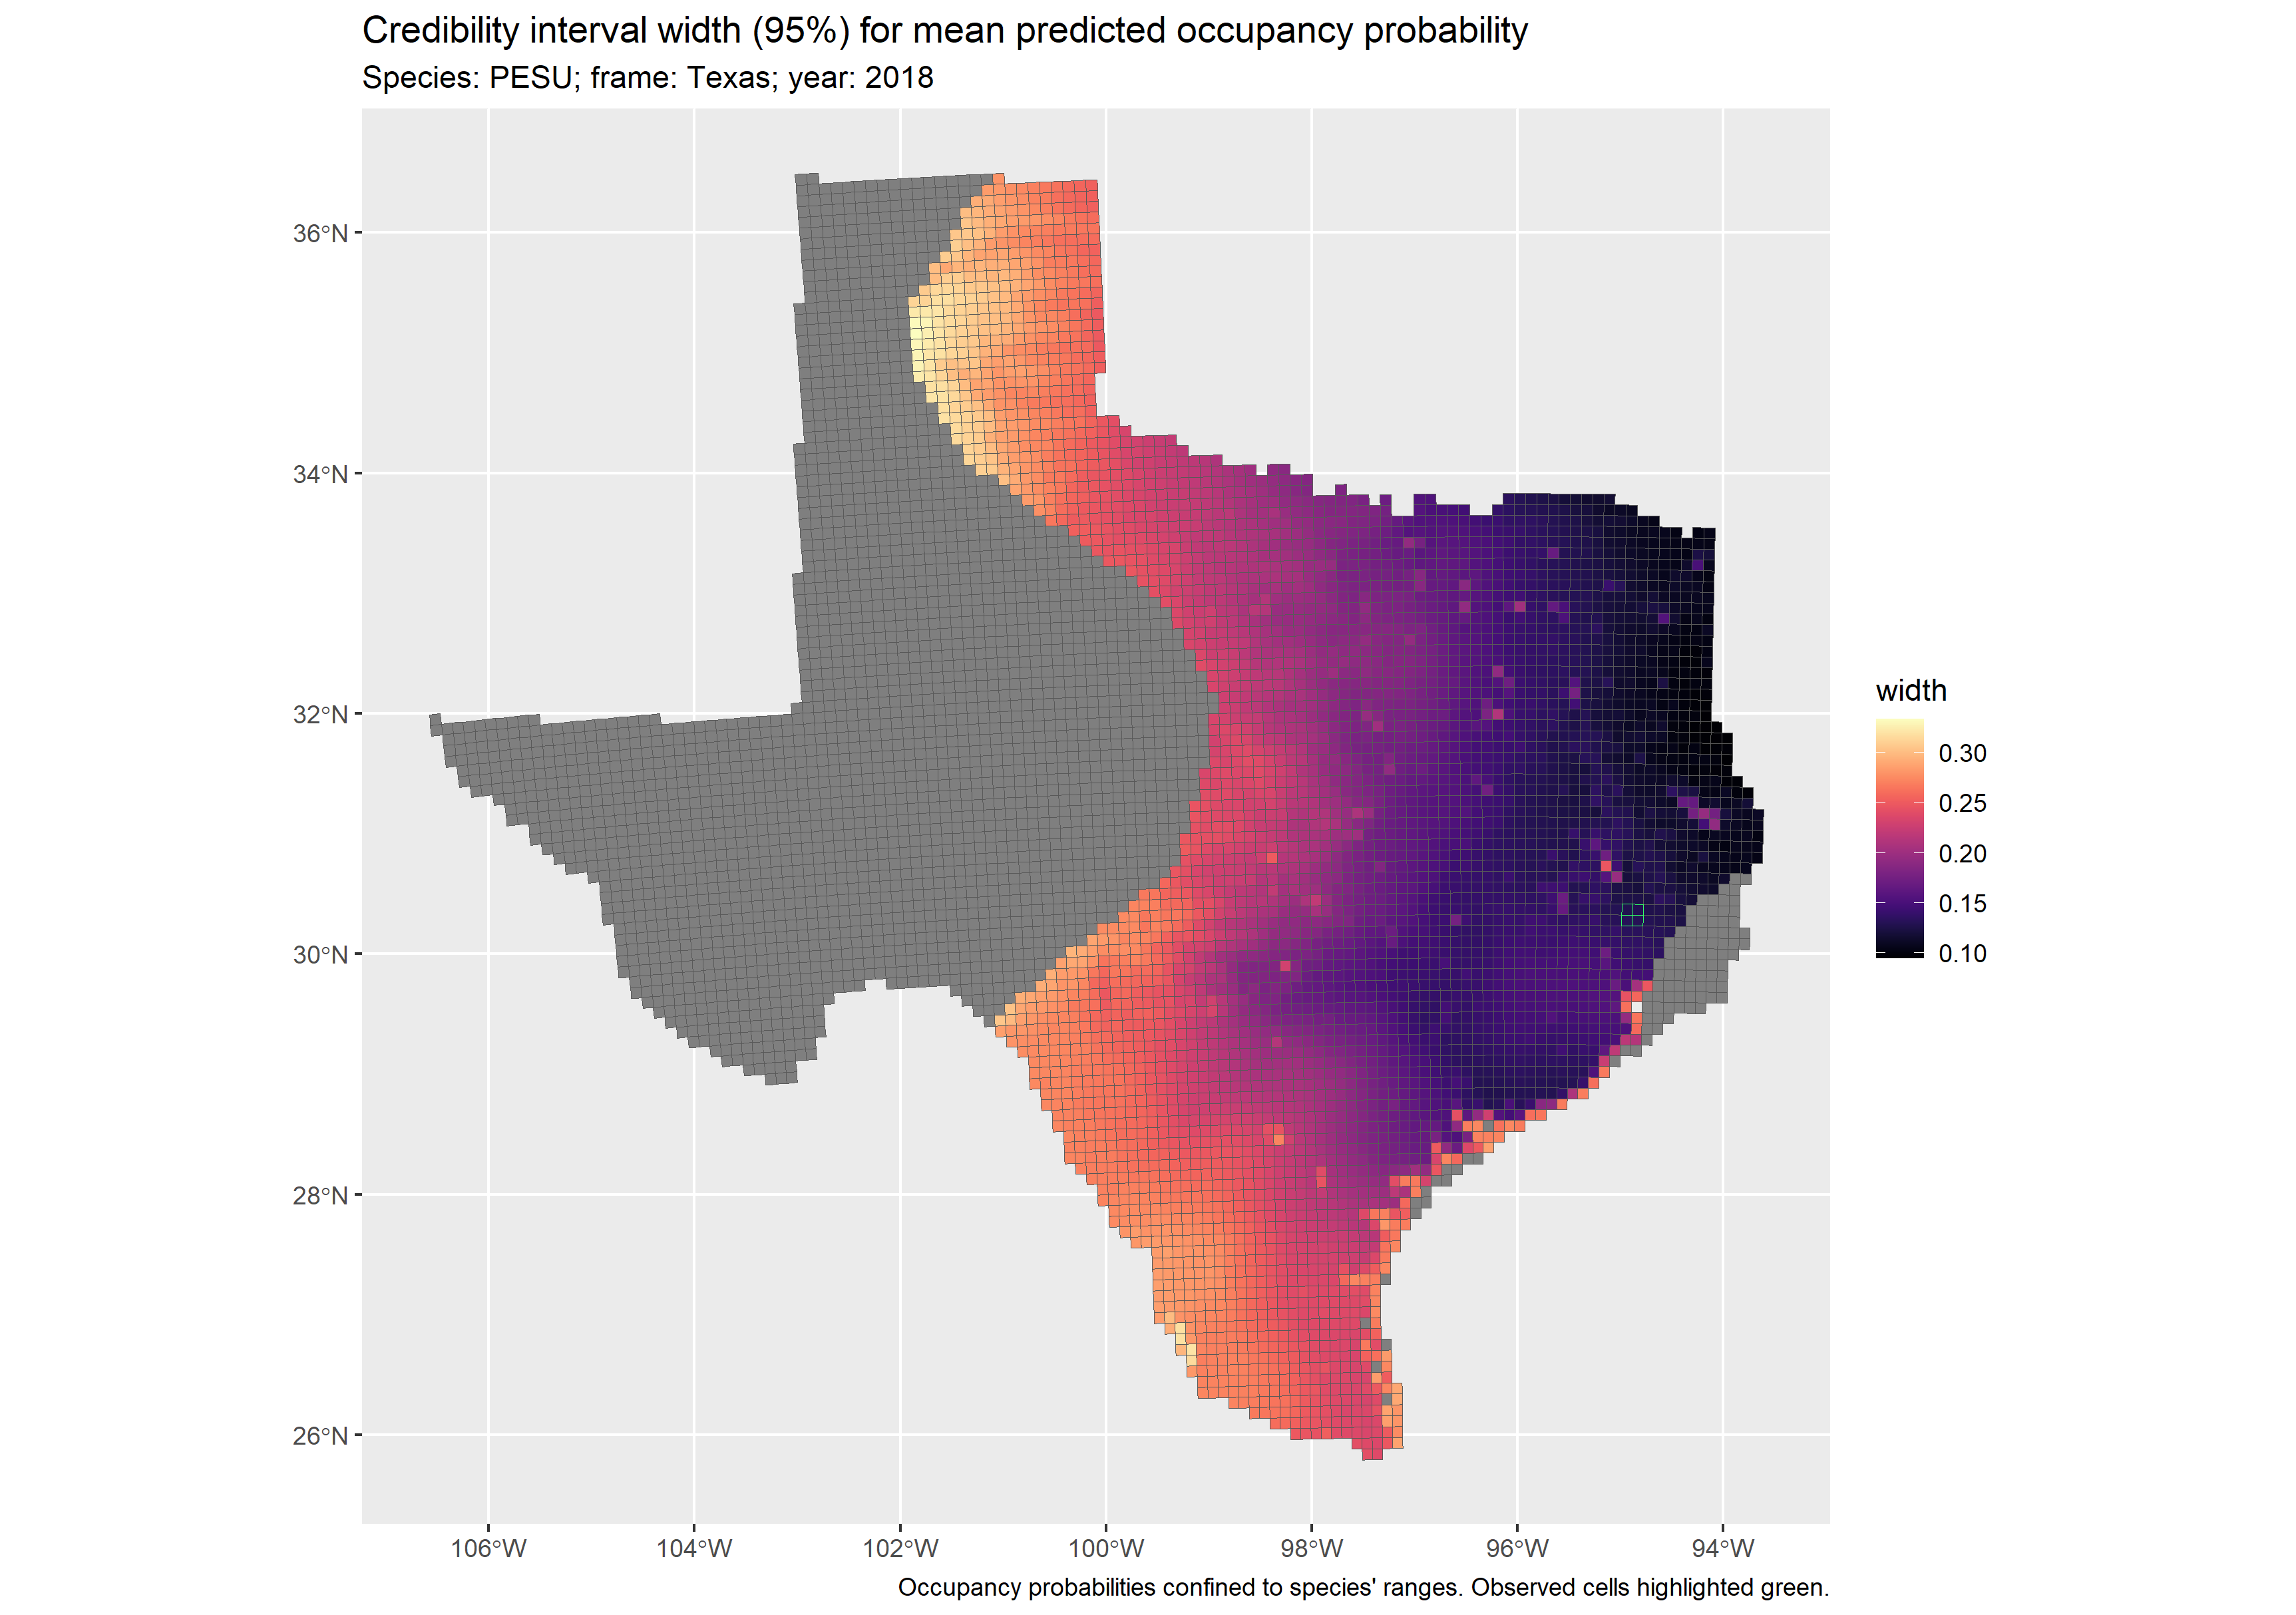 Credibility interval width (95%) for mean predicted occupancy probability
Species: PESU; frame: Texas; year: 2018
36°N
34°N
32°N
30°N
28°N
26°N
106°W
104°W
102°W
100°W
98°W
96°W
94°W
width
0.30
0.25
0.20
0.15
0.10
Occupancy probabilities confined to species' ranges. Observed cells highlighted green.